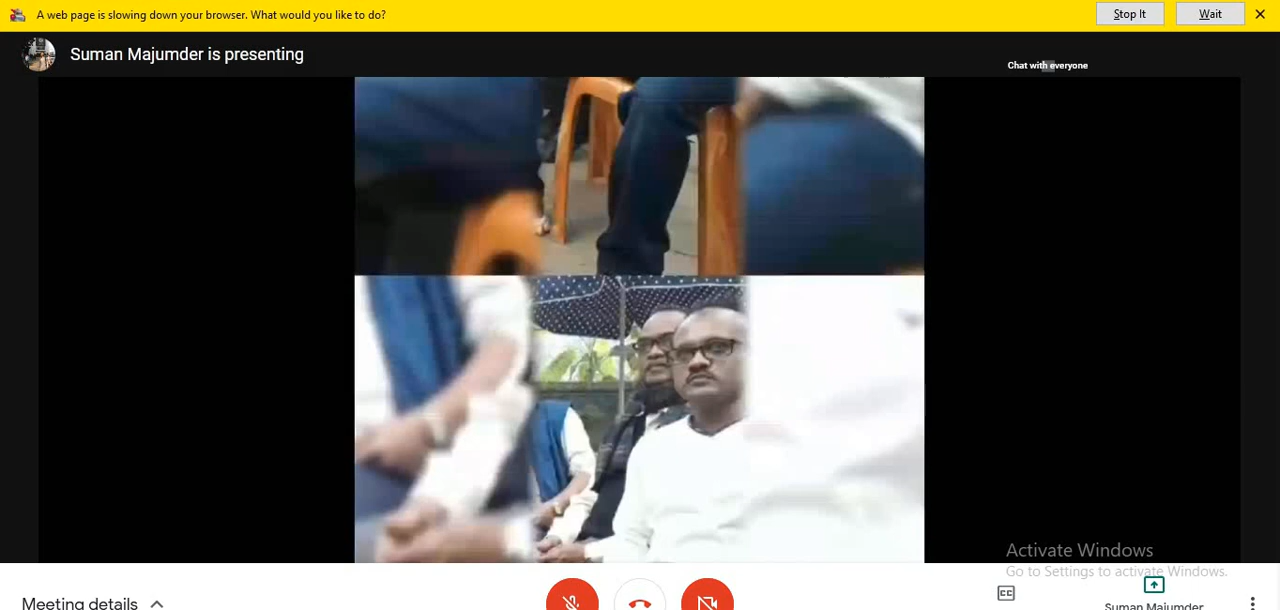 A web page is slowing down your browser. What would you like to do?
Stop It
Wait
Suman Majumder is presenting
Chat with everyone
Activate Windows
Go to Settings to activate Windows.
CC
Suman Majumder
Meeting details